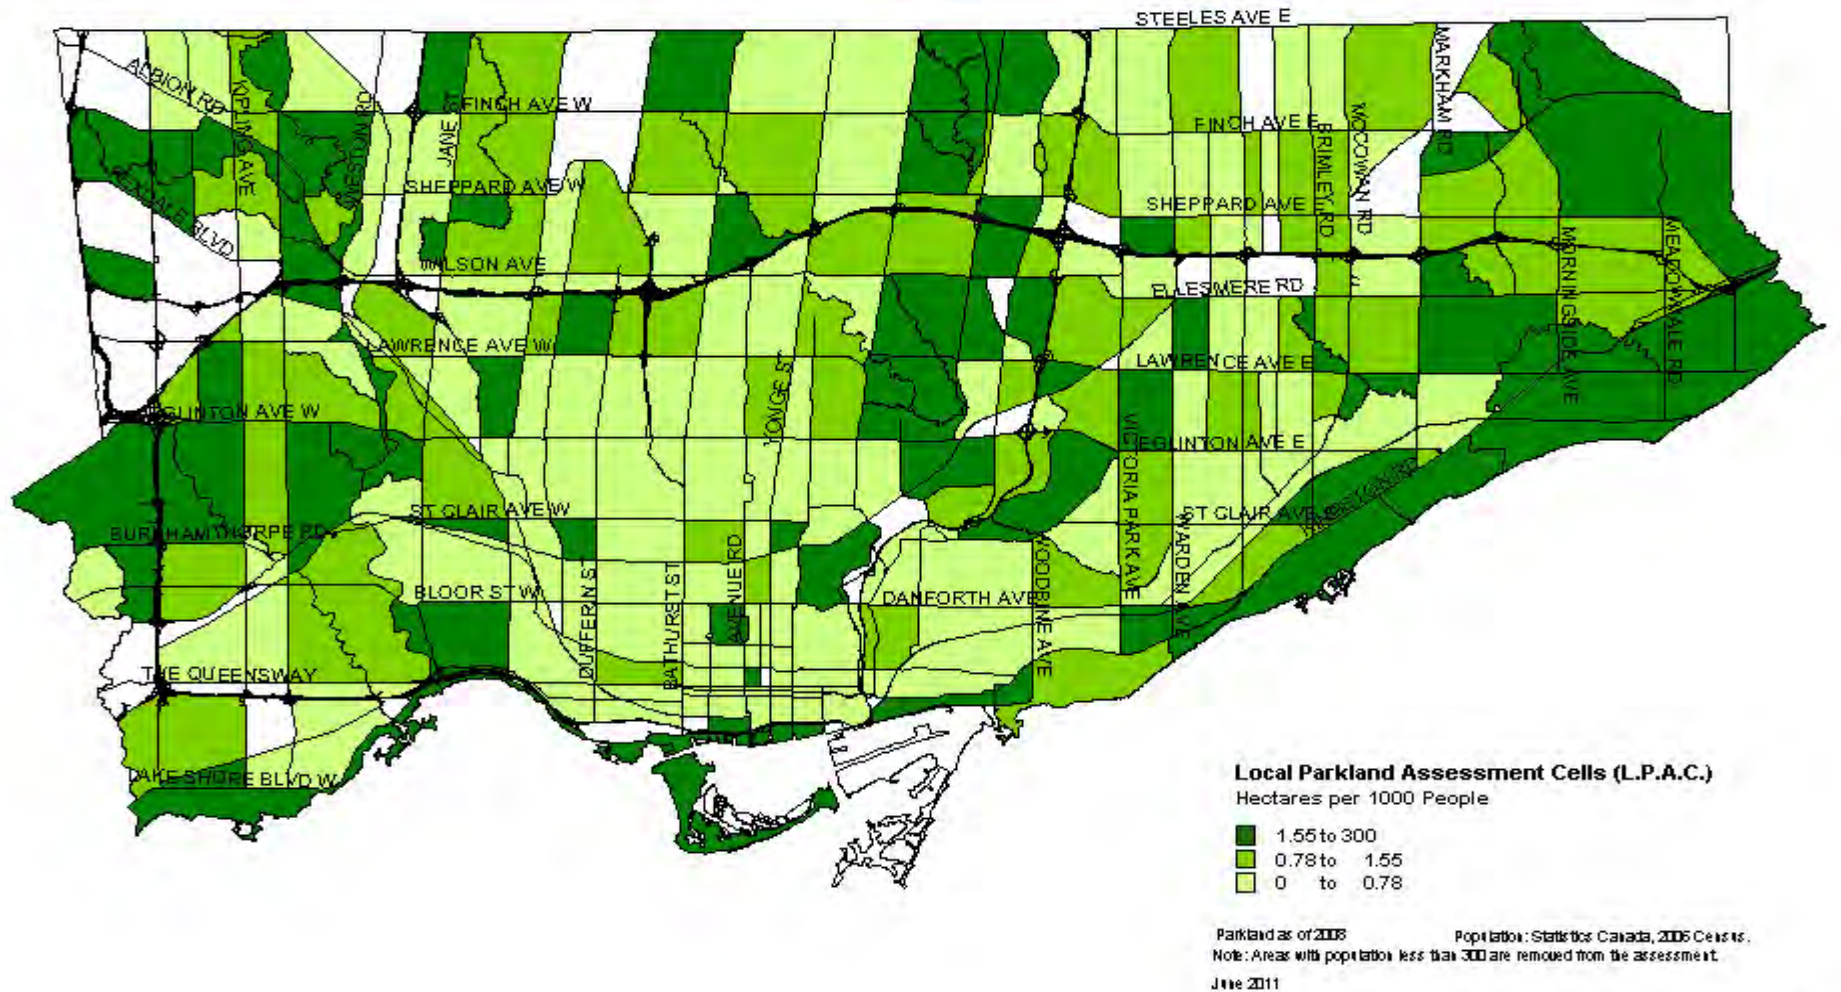 STEELES AVE E
MARKHAM RD
ALBION RD
KIPLING AVE
WESTON RD
JANE ST
FINCH AVE W
FINCH AVE E
BRIMLEY RD
MCCOWAN RD
REXDALE BLVD
SHEPPARD AVE W
SHEPPARD AVE E
MORNINGSIDE AVE
MEADOWVALE RD
WILSON AVE
ELLESMERE RD
LAWRENCE AVE W
LAWRENCE AVE E
YONGE ST
EGLINTON AVE W
EGLINTON AVE E
VICTORIA PARK AVE
KINGSTON RD
ST CLAIR AVE W
ST CLAIR AVE E
BURNHAMTHORPE RD
AVENUE RD
WOODBINE AVE
WARDEN AVE
DUFFERIN ST
BATHURST ST
BLOOR ST W
DANFORTH AVE
THE QUEENSWAY
LAKE SHORE BLVD W
Local Parkland Assessment Cells (L.P.A.C.)
Hectares per 1000 People
1.55 to 300
0.78 to 1.55
0 to 0.78
Parkland as of 2008 Population: Statistics Canada, 2006 Census.
Note: Areas with population less than 300 are removed from the assessment.
June 2011